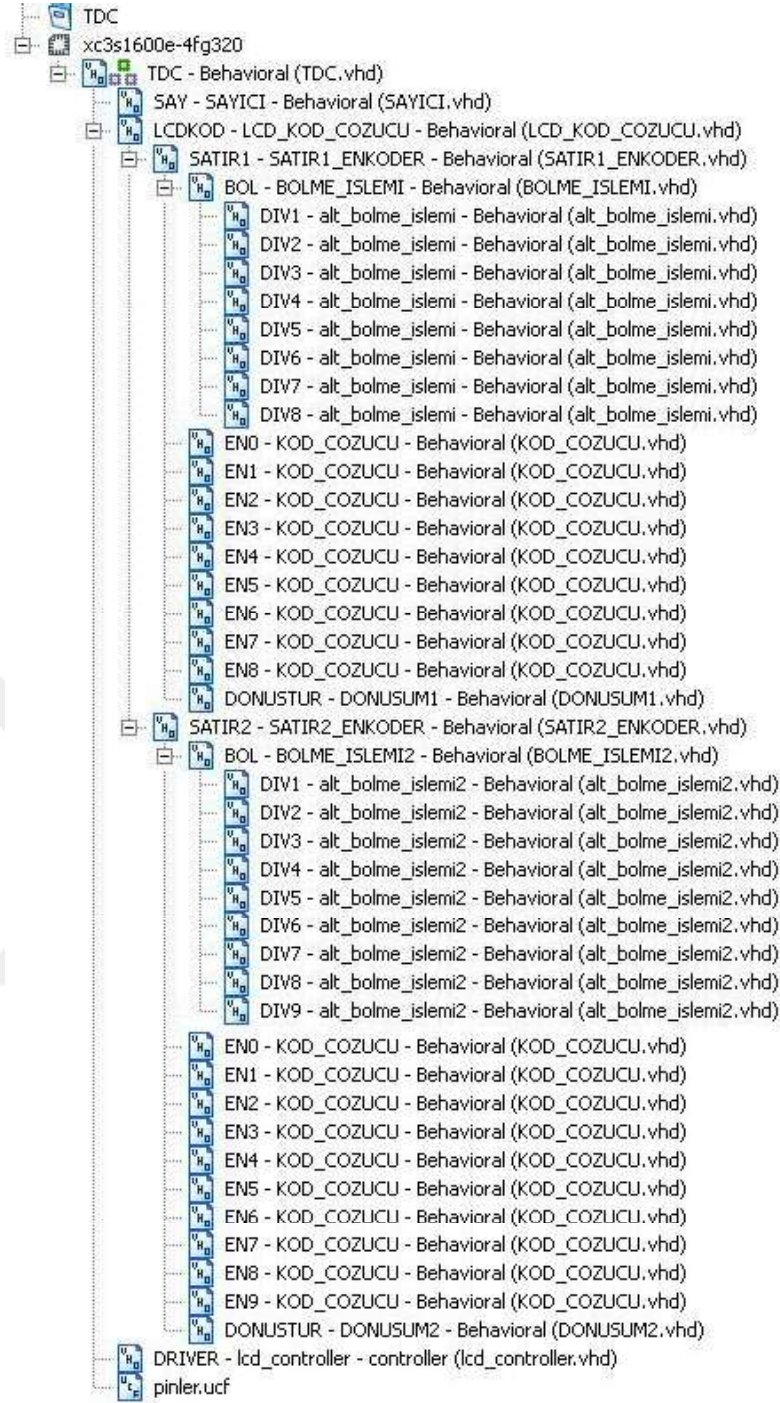 TDC
xc3s1600e-4fg320
TDC - Behavioral (TDC.vhd)
SAY - SAYICI - Behavioral (SAYICI.vhd)
LCDKOD - LCD_KOD_COZUCU - Behavioral (LCD_KOD_COZUCU.vhd)
SATIR1 - SATIR1_ENKODER - Behavioral (SATIR1_ENKODER.vhd)
BOL - BOLME_ISLEMI - Behavioral (BOLME_ISLEMI.vhd)
DIV1 - alt_bolme_islemi - Behavioral (alt_bolme_islemi.vhd)
DIV2 - alt_bolme_islemi - Behavioral (alt_bolme_islemi.vhd)
DIV3 - alt_bolme_islemi - Behavioral (alt_bolme_islemi.vhd)
DIV4 - alt_bolme_islemi - Behavioral (alt_bolme_islemi.vhd)
DIV5 - alt_bolme_islemi - Behavioral (alt_bolme_islemi.vhd)
DIV6 - alt_bolme_islemi - Behavioral (alt_bolme_islemi.vhd)
DIV7 - alt_bolme_islemi - Behavioral (alt_bolme_islemi.vhd)
DIV8 - alt_bolme_islemi - Behavioral (alt_bolme_islemi.vhd)
EN0 - KOD_COZUCU - Behavioral (KOD_COZUCU.vhd)
EN1 - KOD_COZUCU - Behavioral (KOD_COZUCU.vhd)
EN2 - KOD_COZUCU - Behavioral (KOD_COZUCU.vhd)
EN3 - KOD_COZUCU - Behavioral (KOD_COZUCU.vhd)
EN4 - KOD_COZUCU - Behavioral (KOD_COZUCU.vhd)
EN5 - KOD_COZUCU - Behavioral (KOD_COZUCU.vhd)
EN6 - KOD_COZUCU - Behavioral (KOD_COZUCU.vhd)
EN7 - KOD_COZUCU - Behavioral (KOD_COZUCU.vhd)
EN8 - KOD_COZUCU - Behavioral (KOD_COZUCU.vhd)
DONUSTUR - DONUSUM1 - Behavioral (DONUSUM1.vhd)
SATIR2 - SATIR2_ENKODER - Behavioral (SATIR2_ENKODER.vhd)
BOL - BOLME_ISLEMI2 - Behavioral (BOLME_ISLEMI2.vhd)
DIV1 - alt_bolme_islemi2 - Behavioral (alt_bolme_islemi2.vhd)
DIV2 - alt_bolme_islemi2 - Behavioral (alt_bolme_islemi2.vhd)
DIV3 - alt_bolme_islemi2 - Behavioral (alt_bolme_islemi2.vhd)
DIV4 - alt_bolme_islemi2 - Behavioral (alt_bolme_islemi2.vhd)
DIV5 - alt_bolme_islemi2 - Behavioral (alt_bolme_islemi2.vhd)
DIV6 - alt_bolme_islemi2 - Behavioral (alt_bolme_islemi2.vhd)
DIV7 - alt_bolme_islemi2 - Behavioral (alt_bolme_islemi2.vhd)
DIV8 - alt_bolme_islemi2 - Behavioral (alt_bolme_islemi2.vhd)
DIV9 - alt_bolme_islemi2 - Behavioral (alt_bolme_islemi2.vhd)
EN0 - KOD_COZUCU - Behavioral (KOD_COZUCU.vhd)
EN1 - KOD_COZUCU - Behavioral (KOD_COZUCU.vhd)
EN2 - KOD_COZUCU - Behavioral (KOD_COZUCU.vhd)
EN3 - KOD_COZUCU - Behavioral (KOD_COZUCU.vhd)
EN4 - KOD_COZUCU - Behavioral (KOD_COZUCU.vhd)
EN5 - KOD_COZUCU - Behavioral (KOD_COZUCU.vhd)
EN6 - KOD_COZUCU - Behavioral (KOD_COZUCU.vhd)
EN7 - KOD_COZUCU - Behavioral (KOD_COZUCU.vhd)
EN8 - KOD_COZUCU - Behavioral (KOD_COZUCU.vhd)
EN9 - KOD_COZUCU - Behavioral (KOD_COZUCU.vhd)
DONUSTUR - DONUSUM2 - Behavioral (DONUSUM2.vhd)
DRIVER - lcd_controller - controller (lcd_controller.vhd)
pinler.ucf